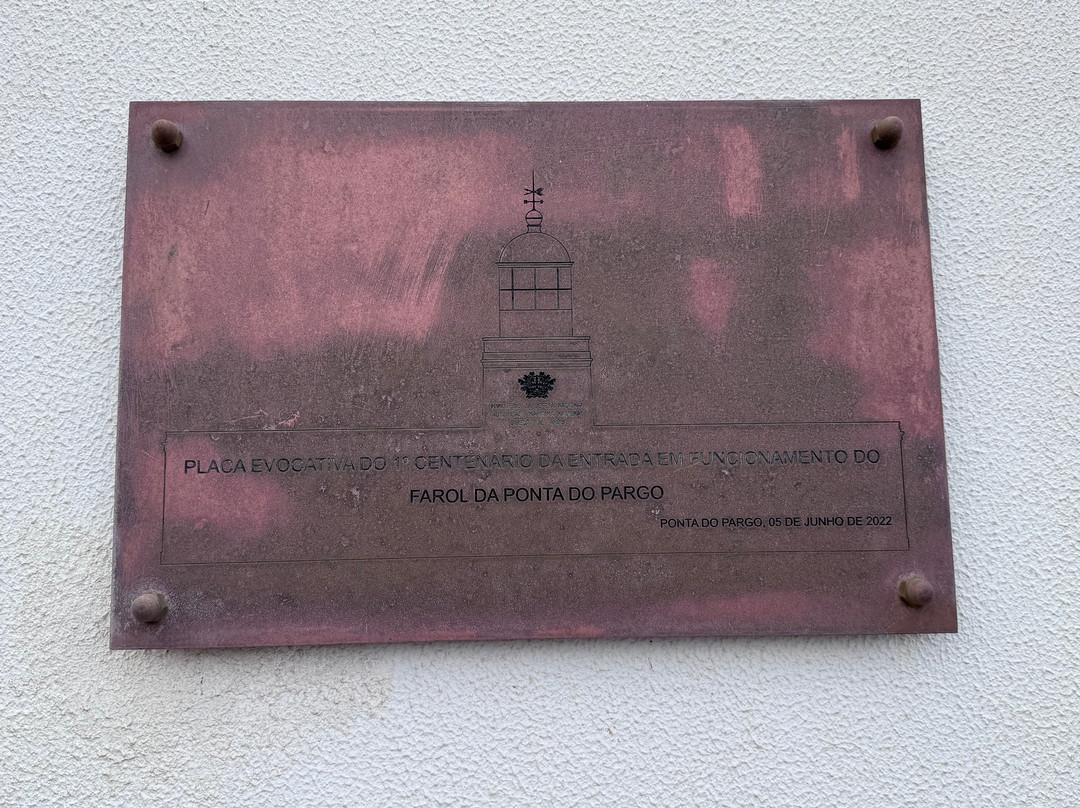 PLACA EVOCATIVA DO 1º CENTENÁRIO DA ENTRADA EM FUNCIONAMENTO DO
FAROL DA PONTA DO PARGO
PONTA DO PARGO, 05 DE JUNHO DE 2022